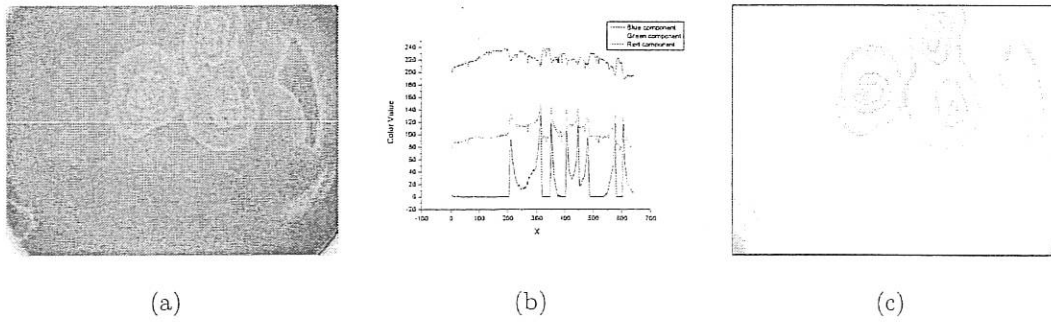 Blue component
Green component
Red component
240
220
200
180
160
140
120
100
80
60
40
20
0
-20
Color Value
-100 0 100 200 300 400 500 600 700
X
(a) (b) (c)